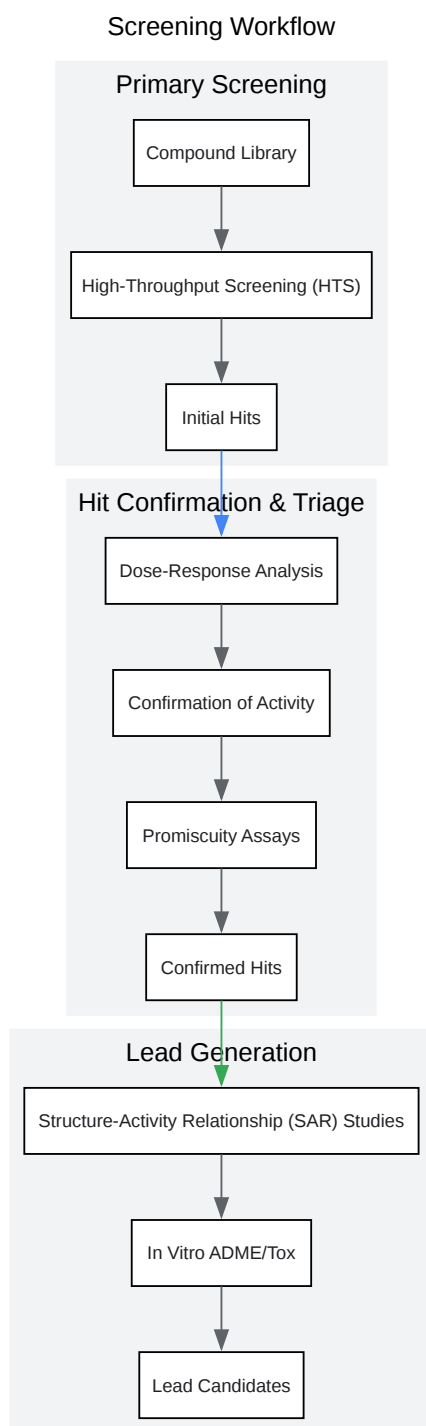 Screening Workflow
Primary Screening
Compound Library
High-Throughput Screening (HTS)
Initial Hits
Hit Confirmation & Triage
Dose-Response Analysis
Confirmation of Activity
Promiscuity Assays
Confirmed Hits
Lead Generation
Structure-Activity Relationship (SAR) Studies
In Vitro ADME/Tox
Lead Candidates